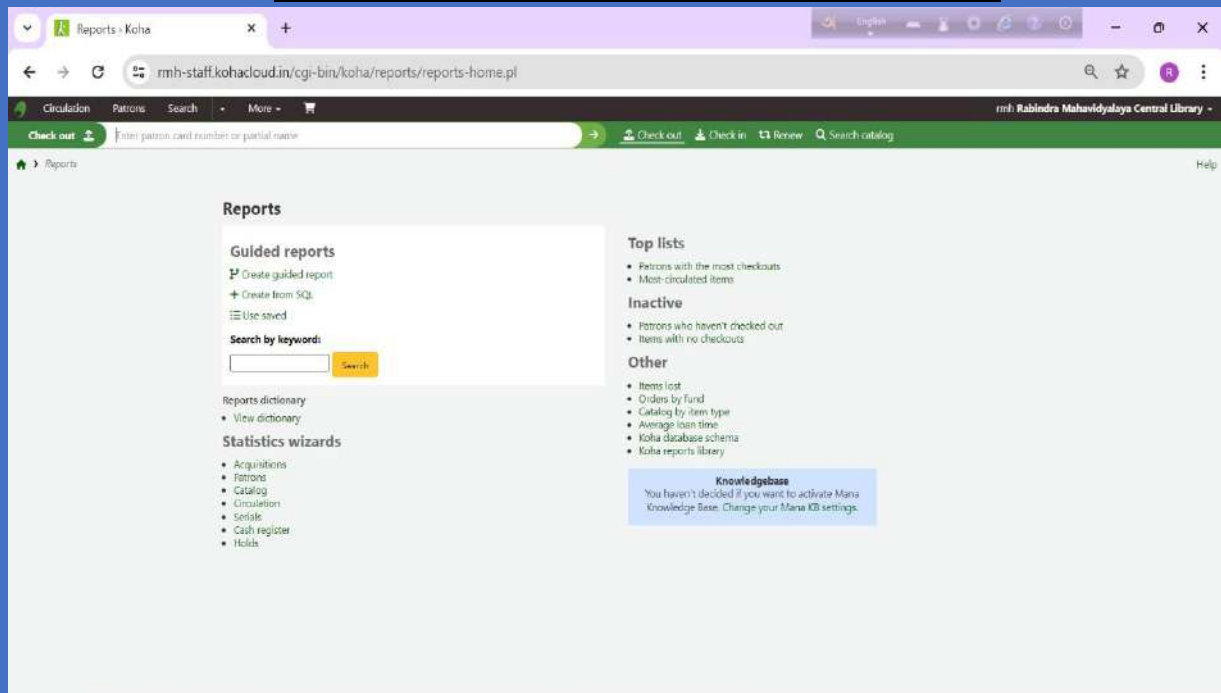 Reports › Koha
English
rmh-staff.kohacloud.in/cgi-bin/koha/reports/reports-home.pl
R
Circulation Patrons Search More
rmh Rabindra Mahavidyalaya Central Library
Check out Enter patron card number or partial name Check out Check in Renew Search catalog
Reports Help
Reports
Guided reports
Create guided report
+ Create from SQL
Use saved
Search by keyword:
Search
Reports dictionary
• View dictionary
Statistics wizards
• Acquisitions
• Patrons
• Catalog
• Circulation
• Serials
• Cash register
• Holds
Top lists
• Patrons with the most checkouts
• Most-circulated items
Inactive
• Patrons who haven't checked out
• Items with no checkouts
Other
• Items lost
• Orders by fund
• Catalog by item type
• Average loan time
• Koha database schema
• Koha reports library
Knowledgebase
You haven't decided if you want to activate Mana
Knowledge Base. Change your Mana KB settings.